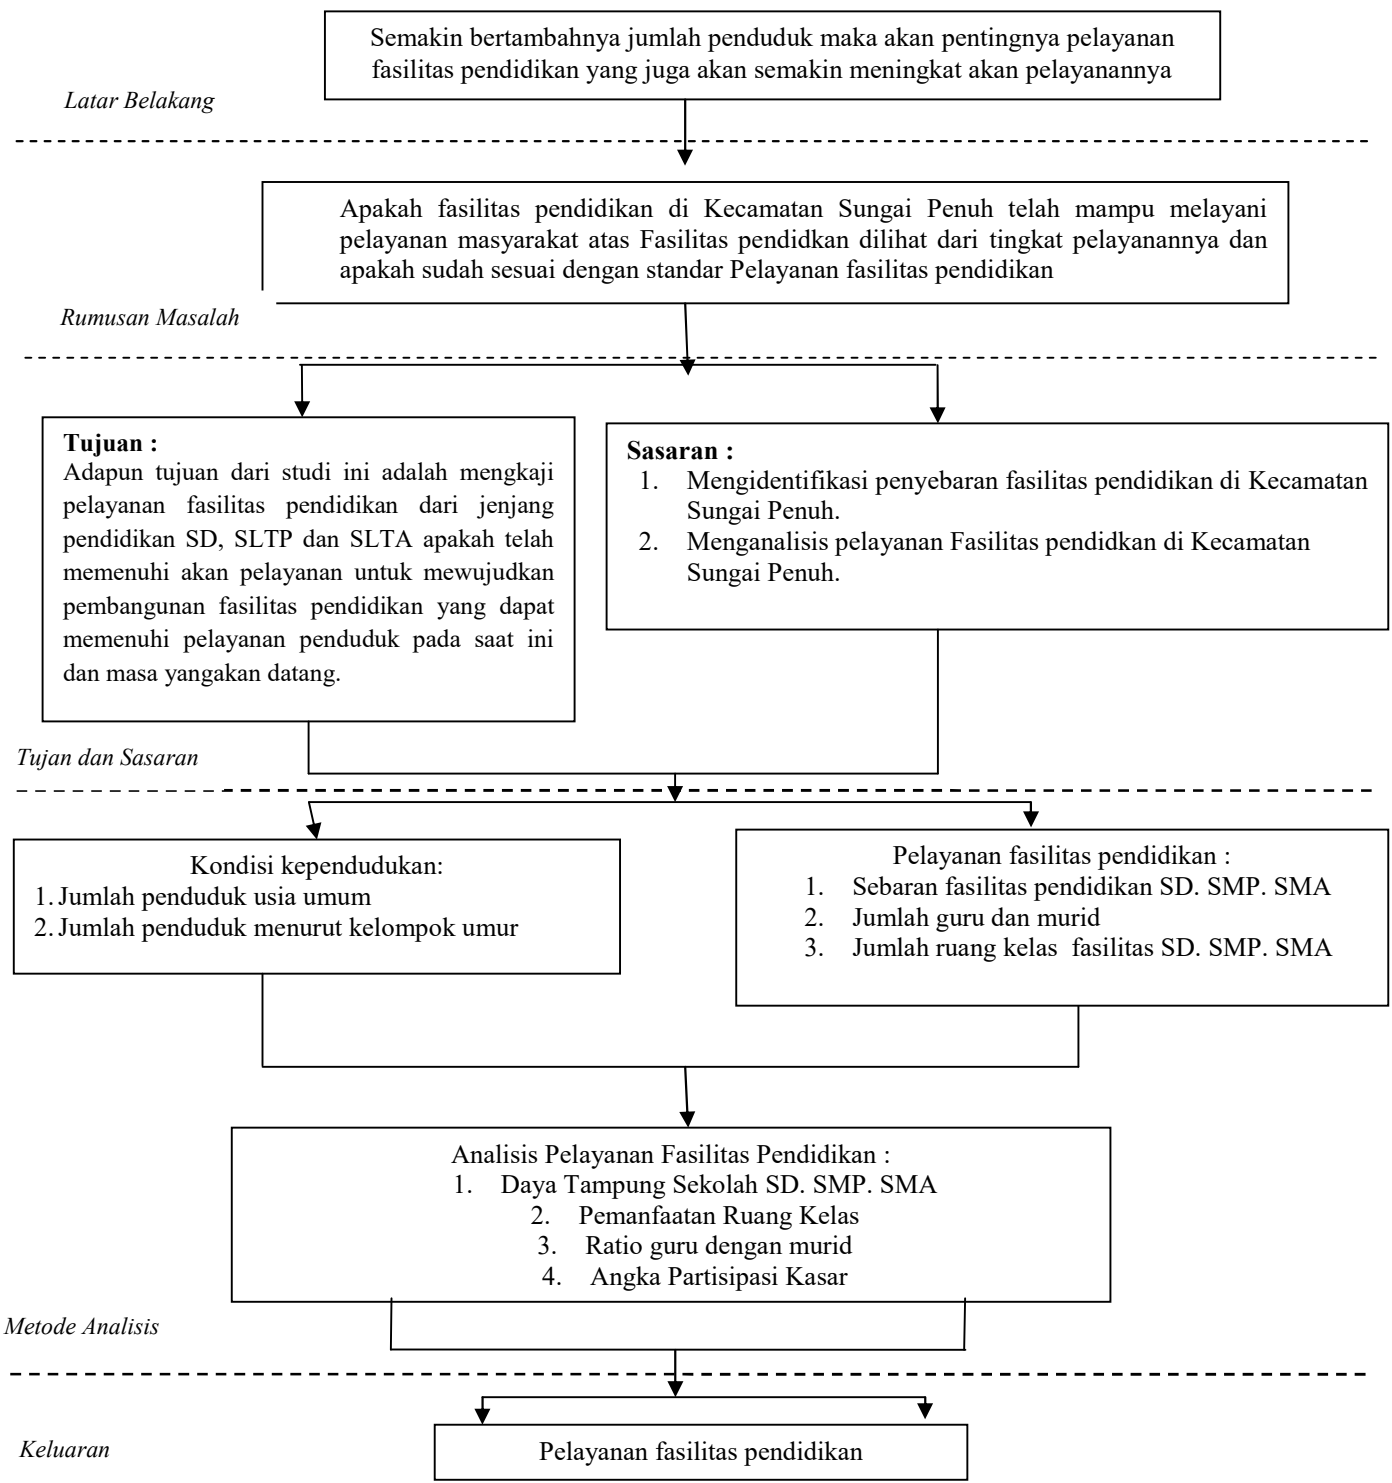 Semakin bertambahnya jumlah penduduk maka akan pentingnya pelayanan
fasilitas pendidikan yang juga akan semakin meningkat akan pelayanannya
Latar Belakang
Apakah fasilitas pendidikan di Kecamatan Sungai Penuh telah mampu melayani
pelayanan masyarakat atas Fasilitas pendidkan dilihat dari tingkat pelayanannya dan
apakah sudah sesuai dengan standar Pelayanan fasilitas pendidikan
Rumusan Masalah
Tujuan :
Adapun tujuan dari studi ini adalah mengkaji
pelayanan fasilitas pendidikan dari jenjang
pendidikan SD, SLTP dan SLTA apakah telah
memenuhi akan pelayanan untuk mewujudkan
pembangunan fasilitas pendidikan yang dapat
memenuhi pelayanan penduduk pada saat ini
dan masa yangakan datang.
Sasaran :
1. Mengidentifikasi penyebaran fasilitas pendidikan di Kecamatan
Sungai Penuh.
2. Menganalisis pelayanan Fasilitas pendidkan di Kecamatan
Sungai Penuh.
Tujan dan Sasaran
Kondisi kependudukan:
1. Jumlah penduduk usia umum
2. Jumlah penduduk menurut kelompok umur
Pelayanan fasilitas pendidikan :
1. Sebaran fasilitas pendidikan SD. SMP. SMA
2. Jumlah guru dan murid
3. Jumlah ruang kelas fasilitas SD. SMP. SMA
Analisis Pelayanan Fasilitas Pendidikan :
1. Daya Tampung Sekolah SD. SMP. SMA
2. Pemanfaatan Ruang Kelas
3. Ratio guru dengan murid
4. Angka Partisipasi Kasar
Metode Analisis
Keluaran
Pelayanan fasilitas pendidikan